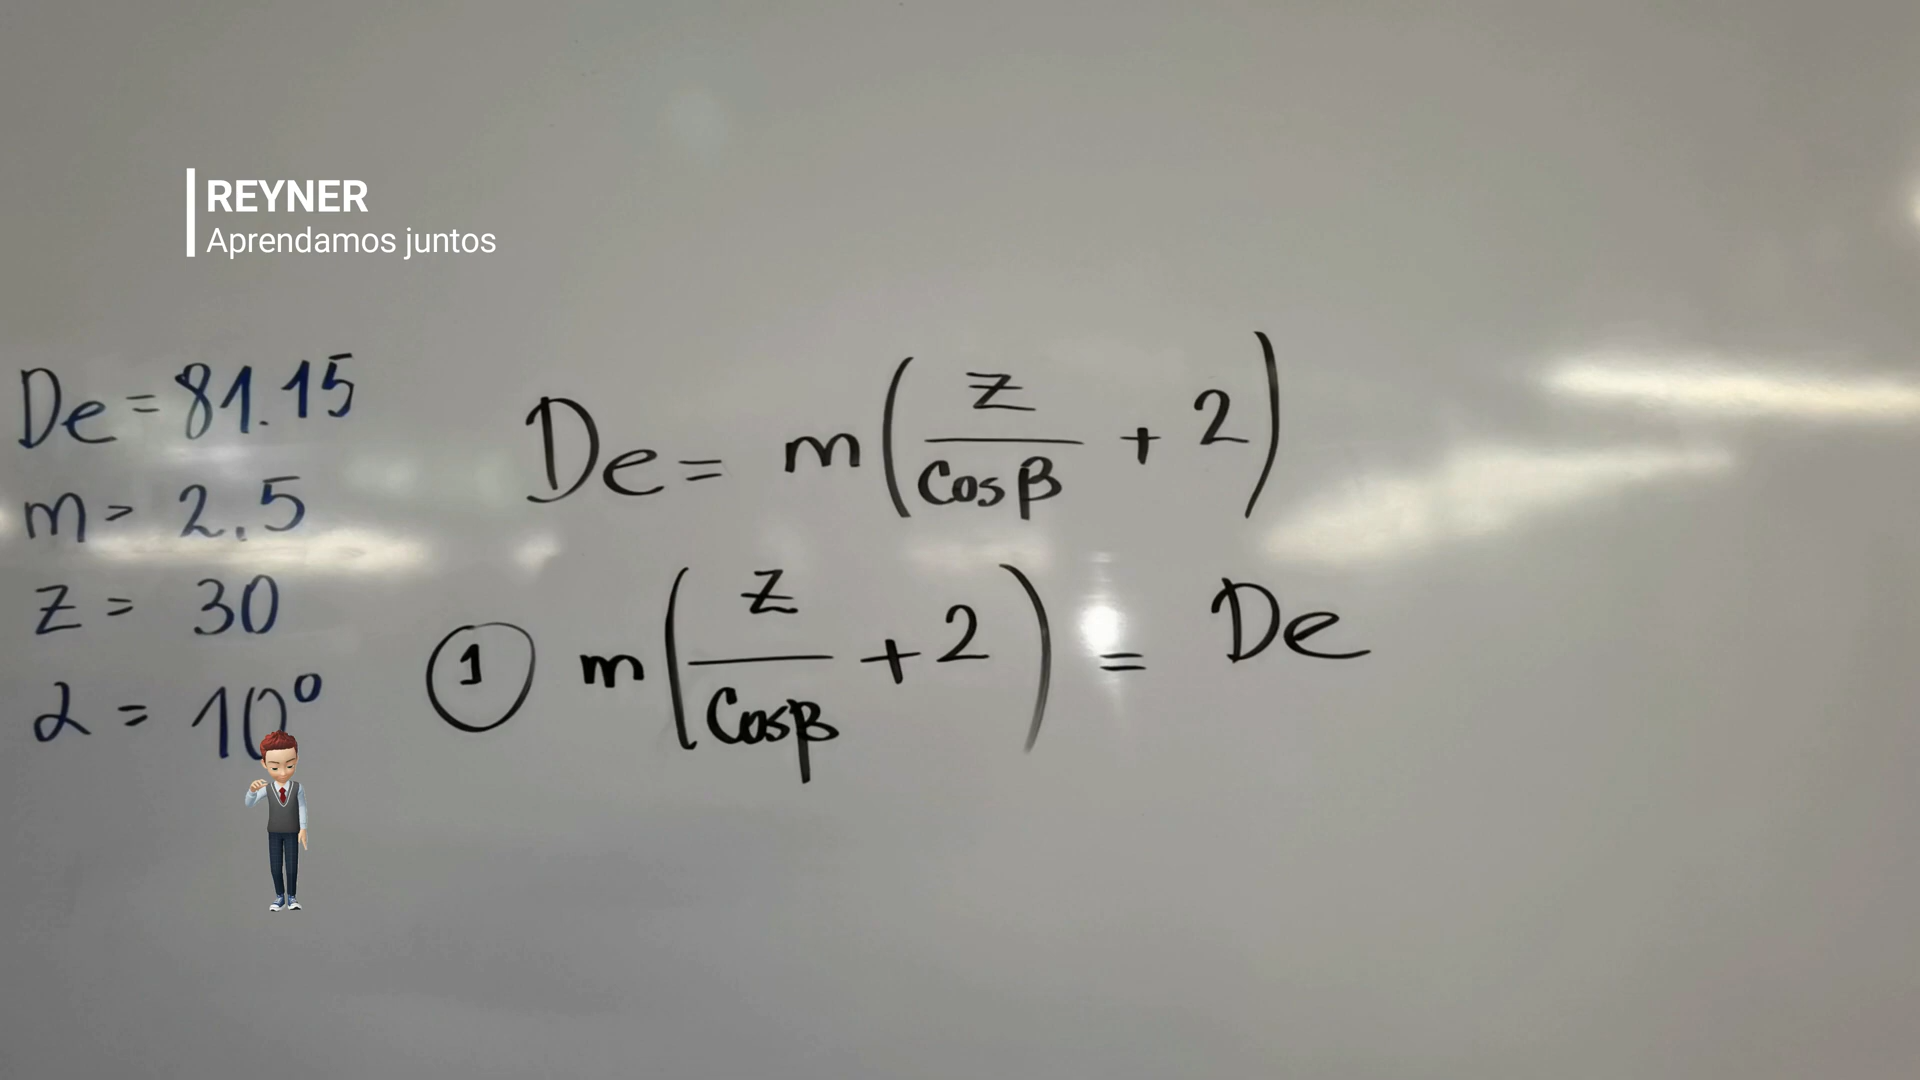 REYNER
Aprendamos juntos
De = 81.15
m = 2.5
z = 30
α = 10°
De = m(z/Cosβ + 2)
① m(z/Cosβ + 2) = De